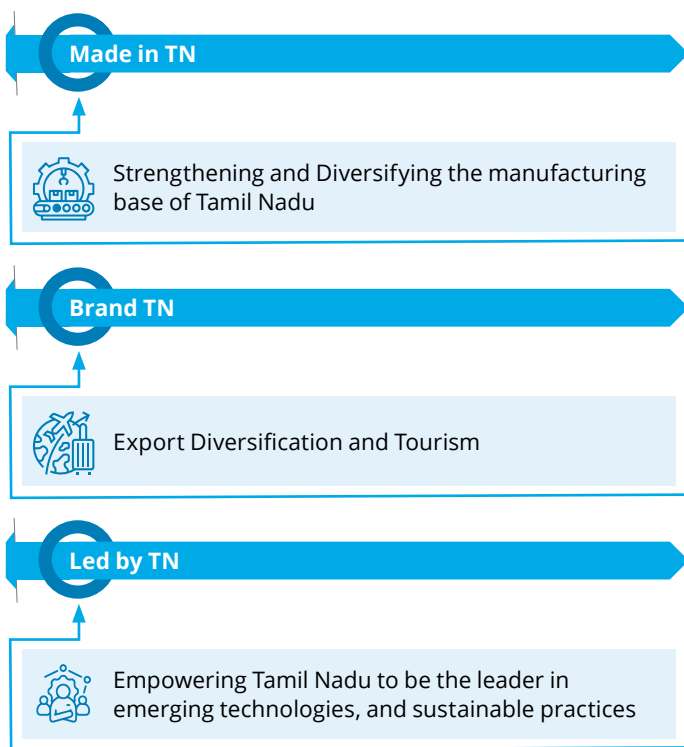 Made in TN
Strengthening and Diversifying the manufacturing
base of Tamil Nadu
Brand TN
Export Diversification and Tourism
Led by TN
Empowering Tamil Nadu to be the leader in
emerging technologies, and sustainable practices